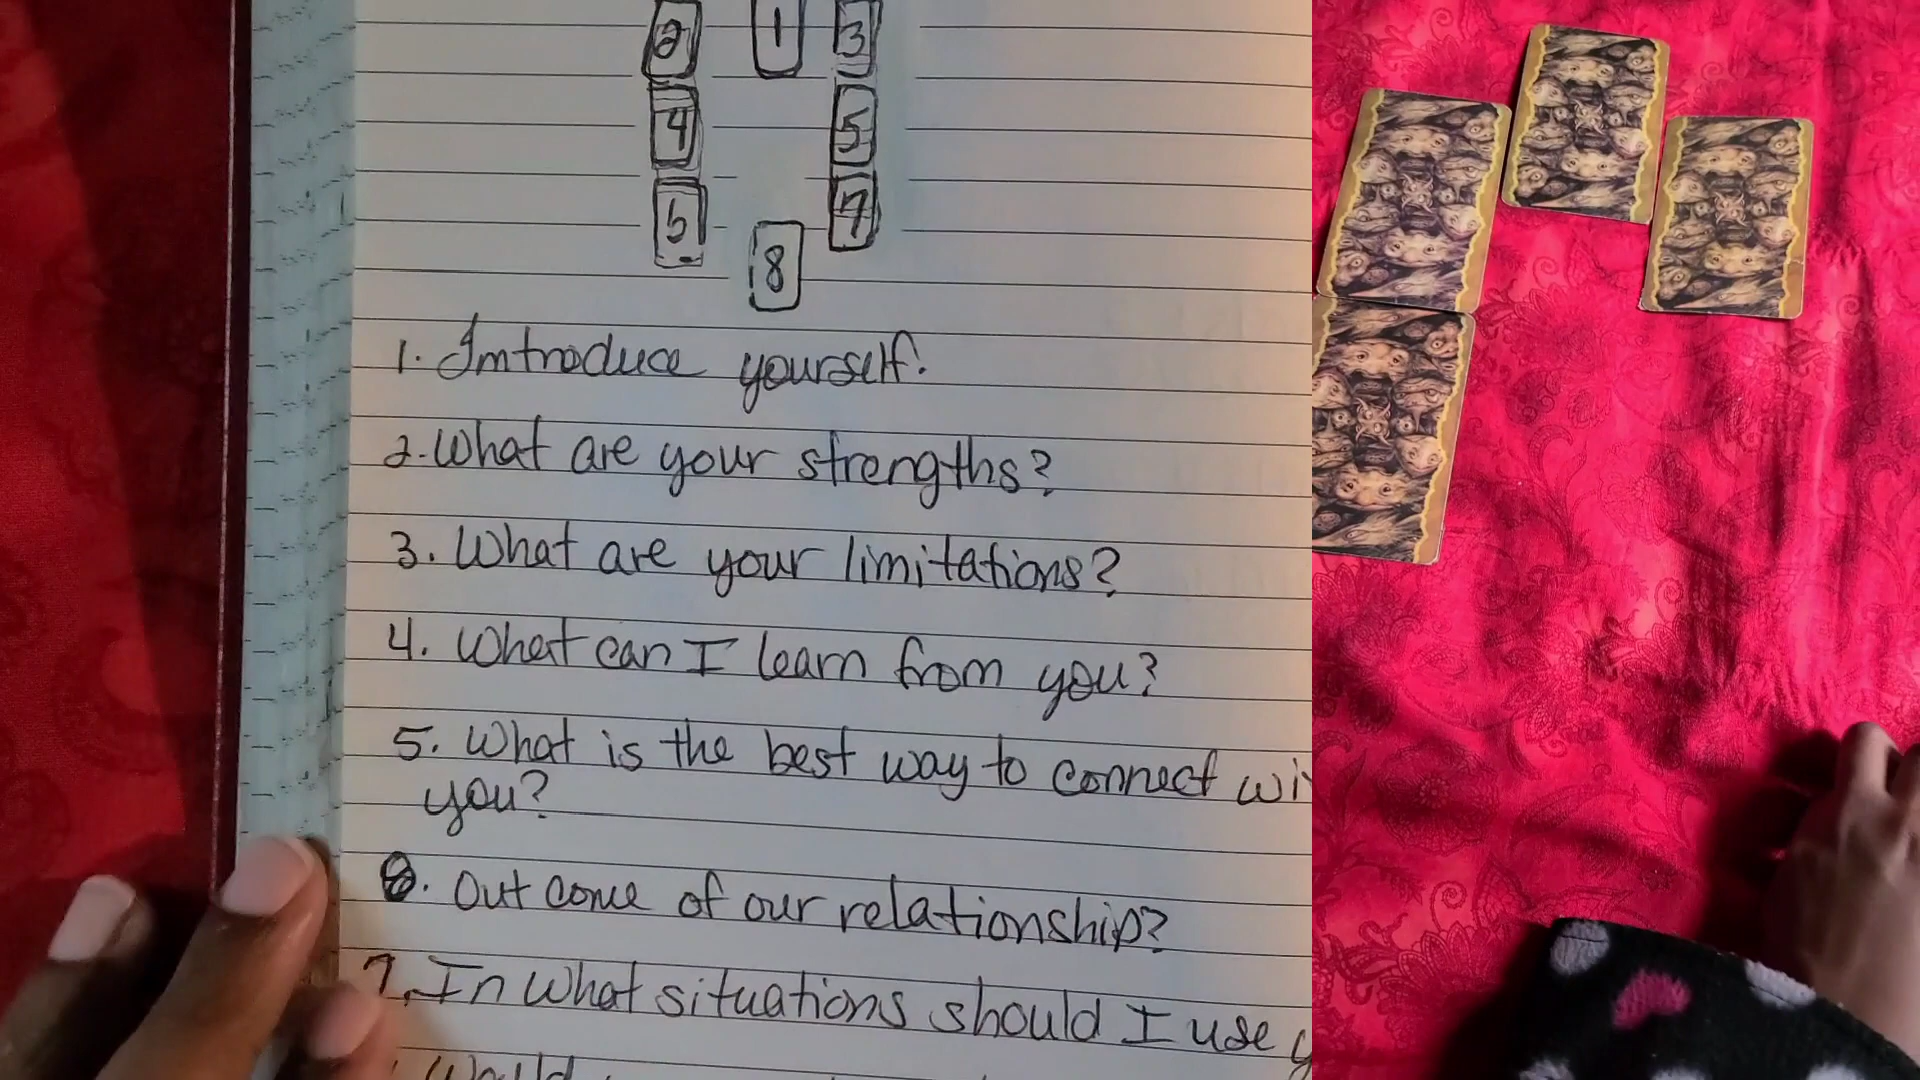 2 1 3
4 5
6 7
8
1. Introduce yourself.
2. What are your strengths?
3. What are your limitations?
4. What can I learn from you?
5. What is the best way to connect wi
you?
8. Out come of our relationship?
7. In what situations should I use y
Would